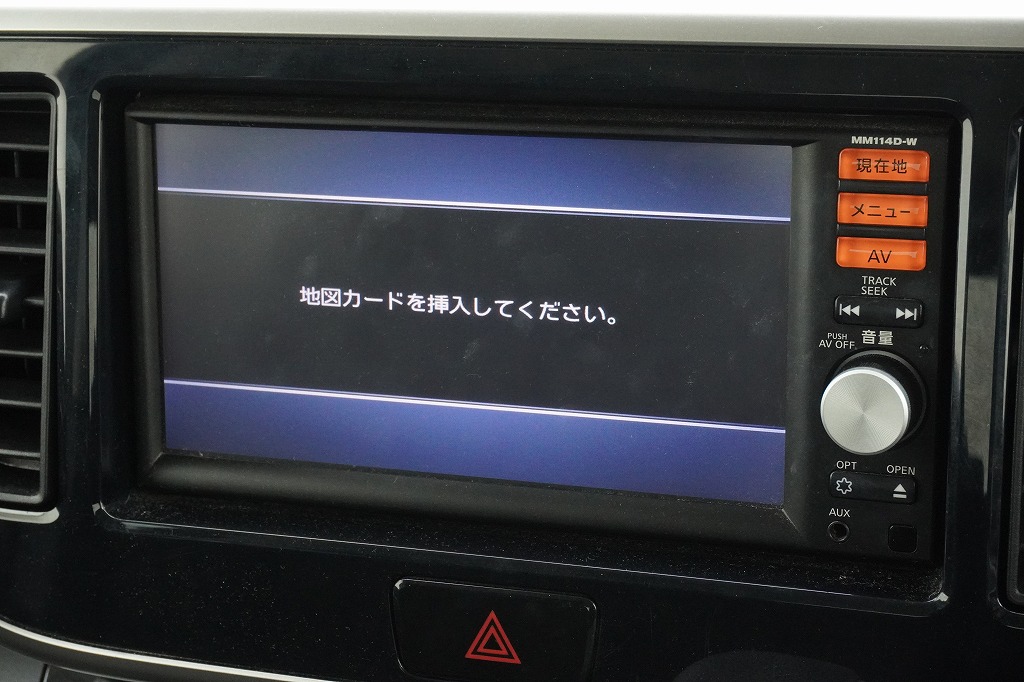 MM114D-W
現在地
メニュー
AV
地図カードを挿入してください。
TRACK
SEEK
PUSH
AV OFF
音量
OPT
OPEN
AUX